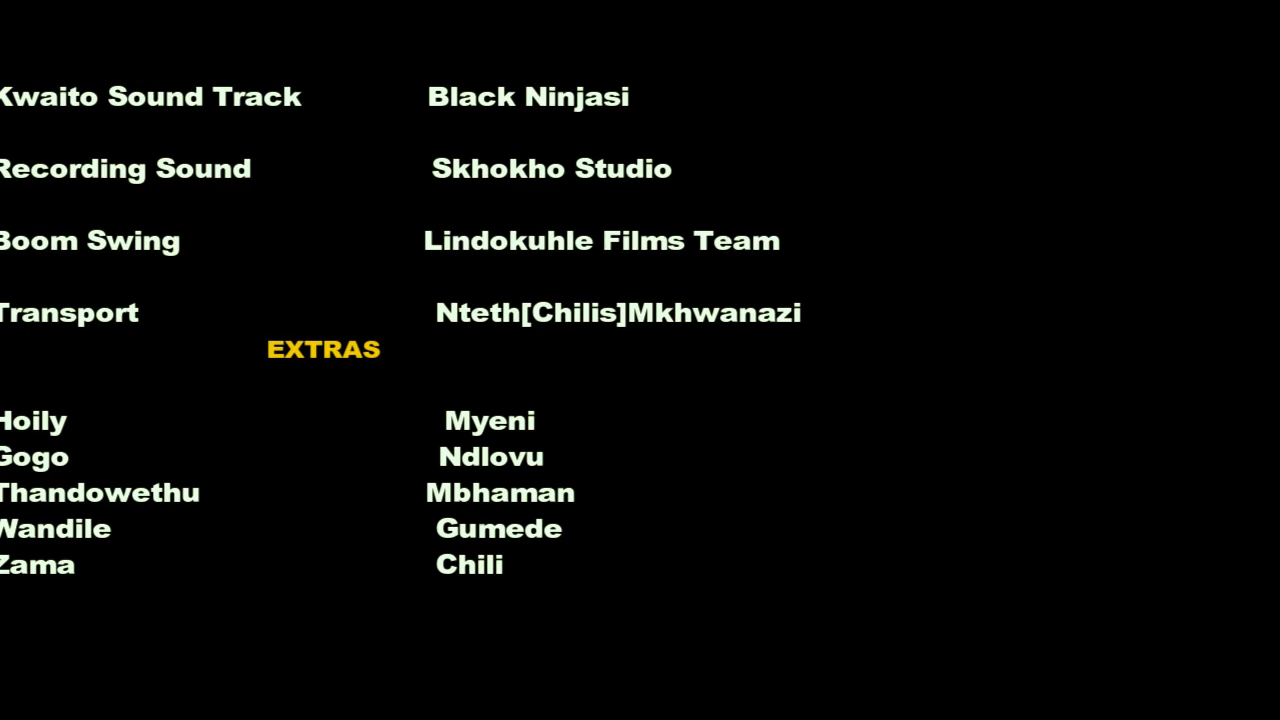 Kwaito Sound Track Black Ninjasi
Recording Sound Skhokho Studio
Boom Swing Lindokuhle Films Team
Transport Nteth[Chilis]Mkhwanazi
EXTRAS
Hoily Myeni
Gogo Ndlovu
Thandowethu Mbhaman
Wandile Gumede
Zama Chili